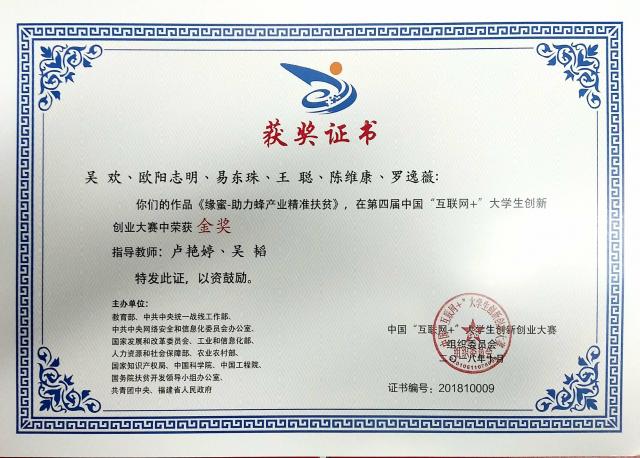 获奖证书
吴 欢、欧阳志明、易东珠、王 聪、陈维康、罗逸薇:
你们的作品《缘蜜-助力蜂产业精准扶贫》，在第四届中国“互联网+”大学生创新
创业大赛中荣获 金奖
指导教师：卢艳婷、吴 韬
特发此证，以资鼓励。
主办单位：
教育部、中共中央统一战线工作部、
中共中央网络安全和信息化委员会办公室、
国家发展和改革委员会、工业和信息化部、
人力资源和社会保障部、农业农村部、
国家知识产权局、中国科学院、中国工程院、
国务院扶贫开发领导小组办公室、
共青团中央、福建省人民政府
中国“互联网+”大学生创新创业大赛
组织委员会
二〇一八年十月
证书编号：201810009